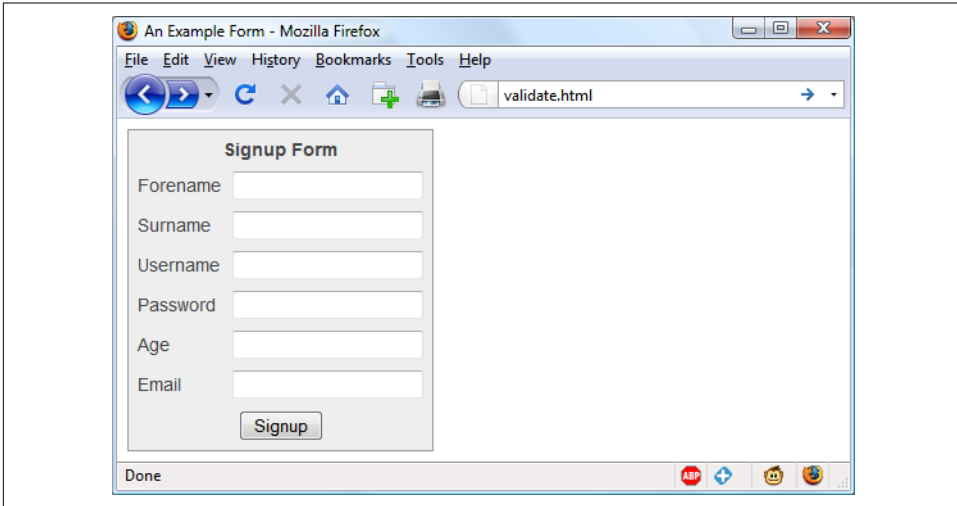 An Example Form - Mozilla Firefox
File Edit View History Bookmarks Tools Help
validate.html
Signup Form
Forename
Surname
Username
Password
Age
Email
Signup
Done
ABP